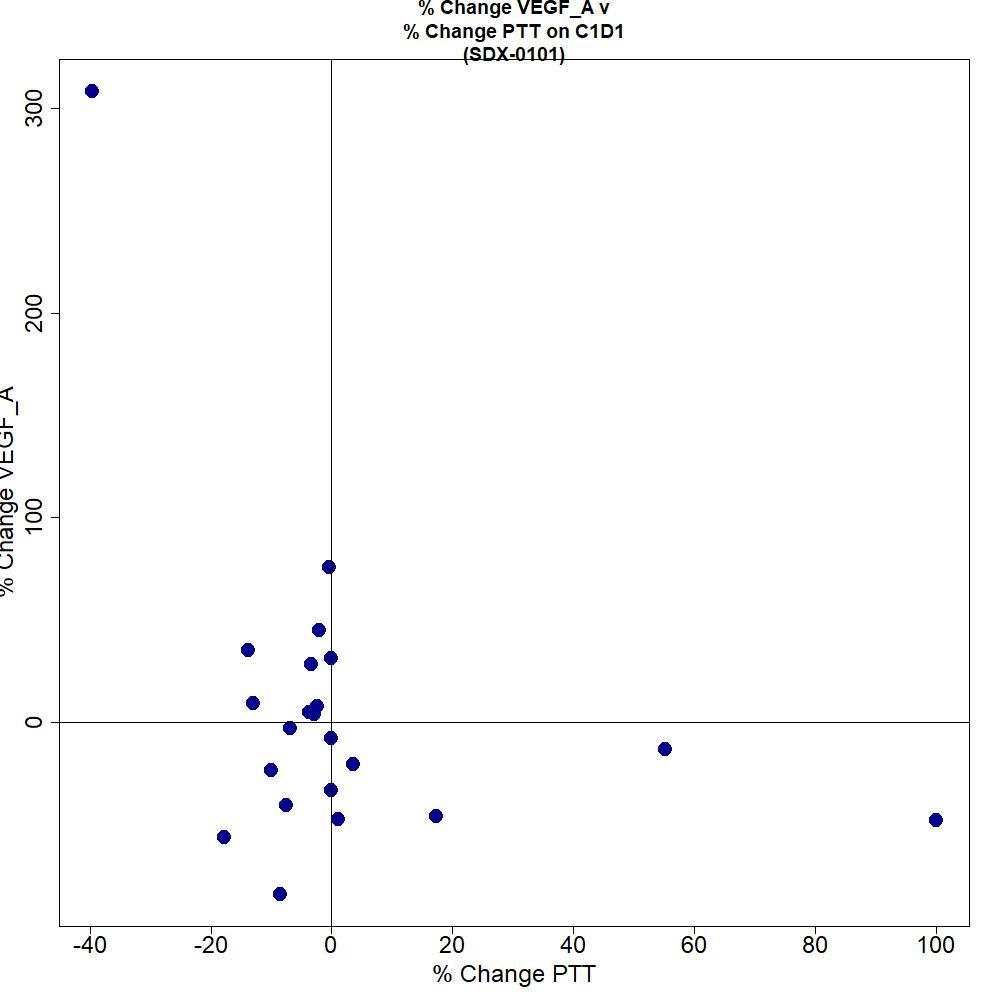 % Change VEGF_A v
% Change PTT on C1D1
(SDX-0101)
% Change VEGF_A
300
200
100
0
-40 -20 0 20 40 60 80 100
% Change PTT